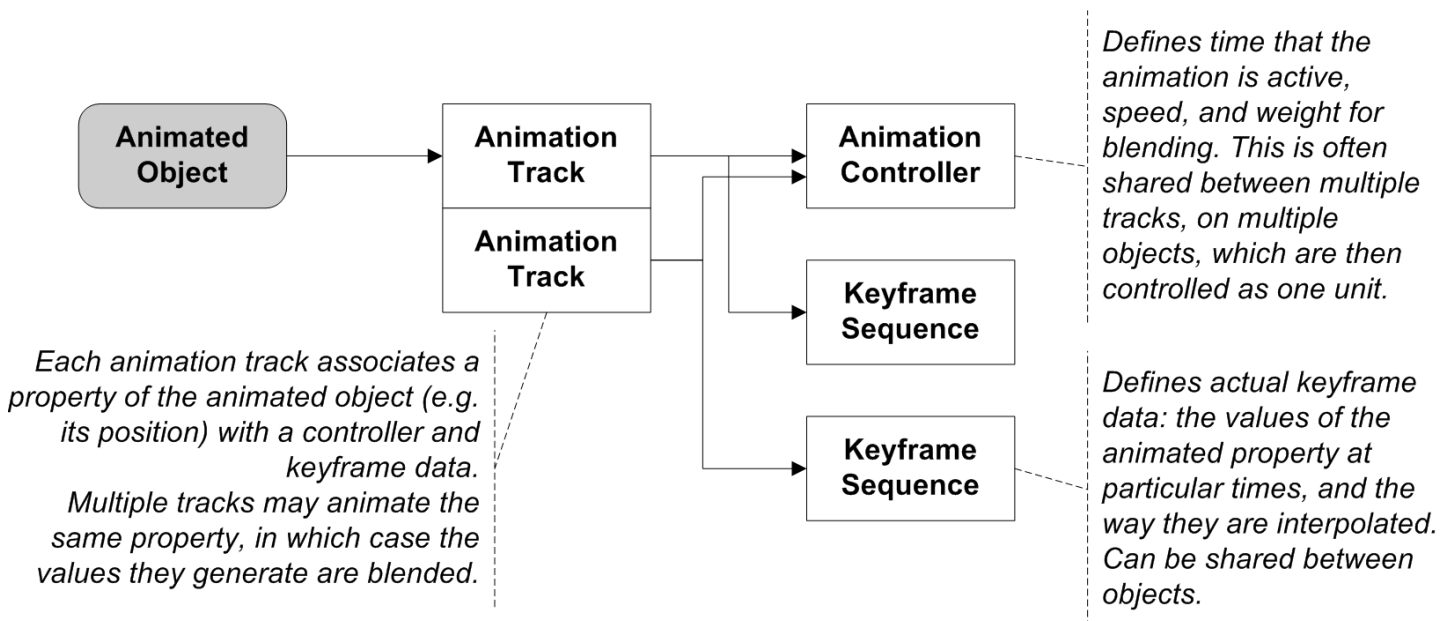 Animated
Object
Animation
Track
Animation
Track
Animation
Controller
Keyframe
Sequence
Keyframe
Sequence
Defines time that the
animation is active,
speed, and weight for
blending. This is often
shared between multiple
tracks, on multiple
objects, which are then
controlled as one unit.
Each animation track associates a
property of the animated object (e.g.
its position) with a controller and
keyframe data.
Multiple tracks may animate the
same property, in which case the
values they generate are blended.
Defines actual keyframe
data: the values of the
animated property at
particular times, and the
way they are interpolated.
Can be shared between
objects.